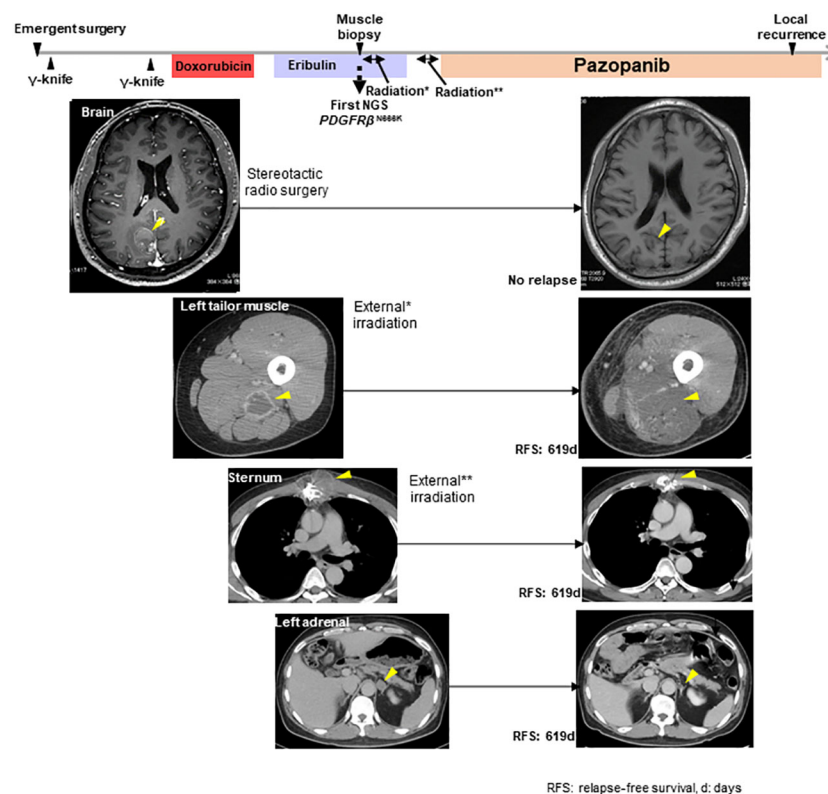 Emergent surgery
Muscle
biopsy
Local
recurrence
γ-knife
γ-knife
Doxorubicin
Eribulin
Pazopanib
Radiation*
Radiation**
First NGS
PDGFRβ N666K
Brain
Stereotactic
radio surgery
No relapse
Left tailor muscle
External*
irradiation
RFS: 619d
Sternum
External**
irradiation
RFS: 619d
Left adrenal
RFS: 619d
RFS: relapse-free survival, d: days